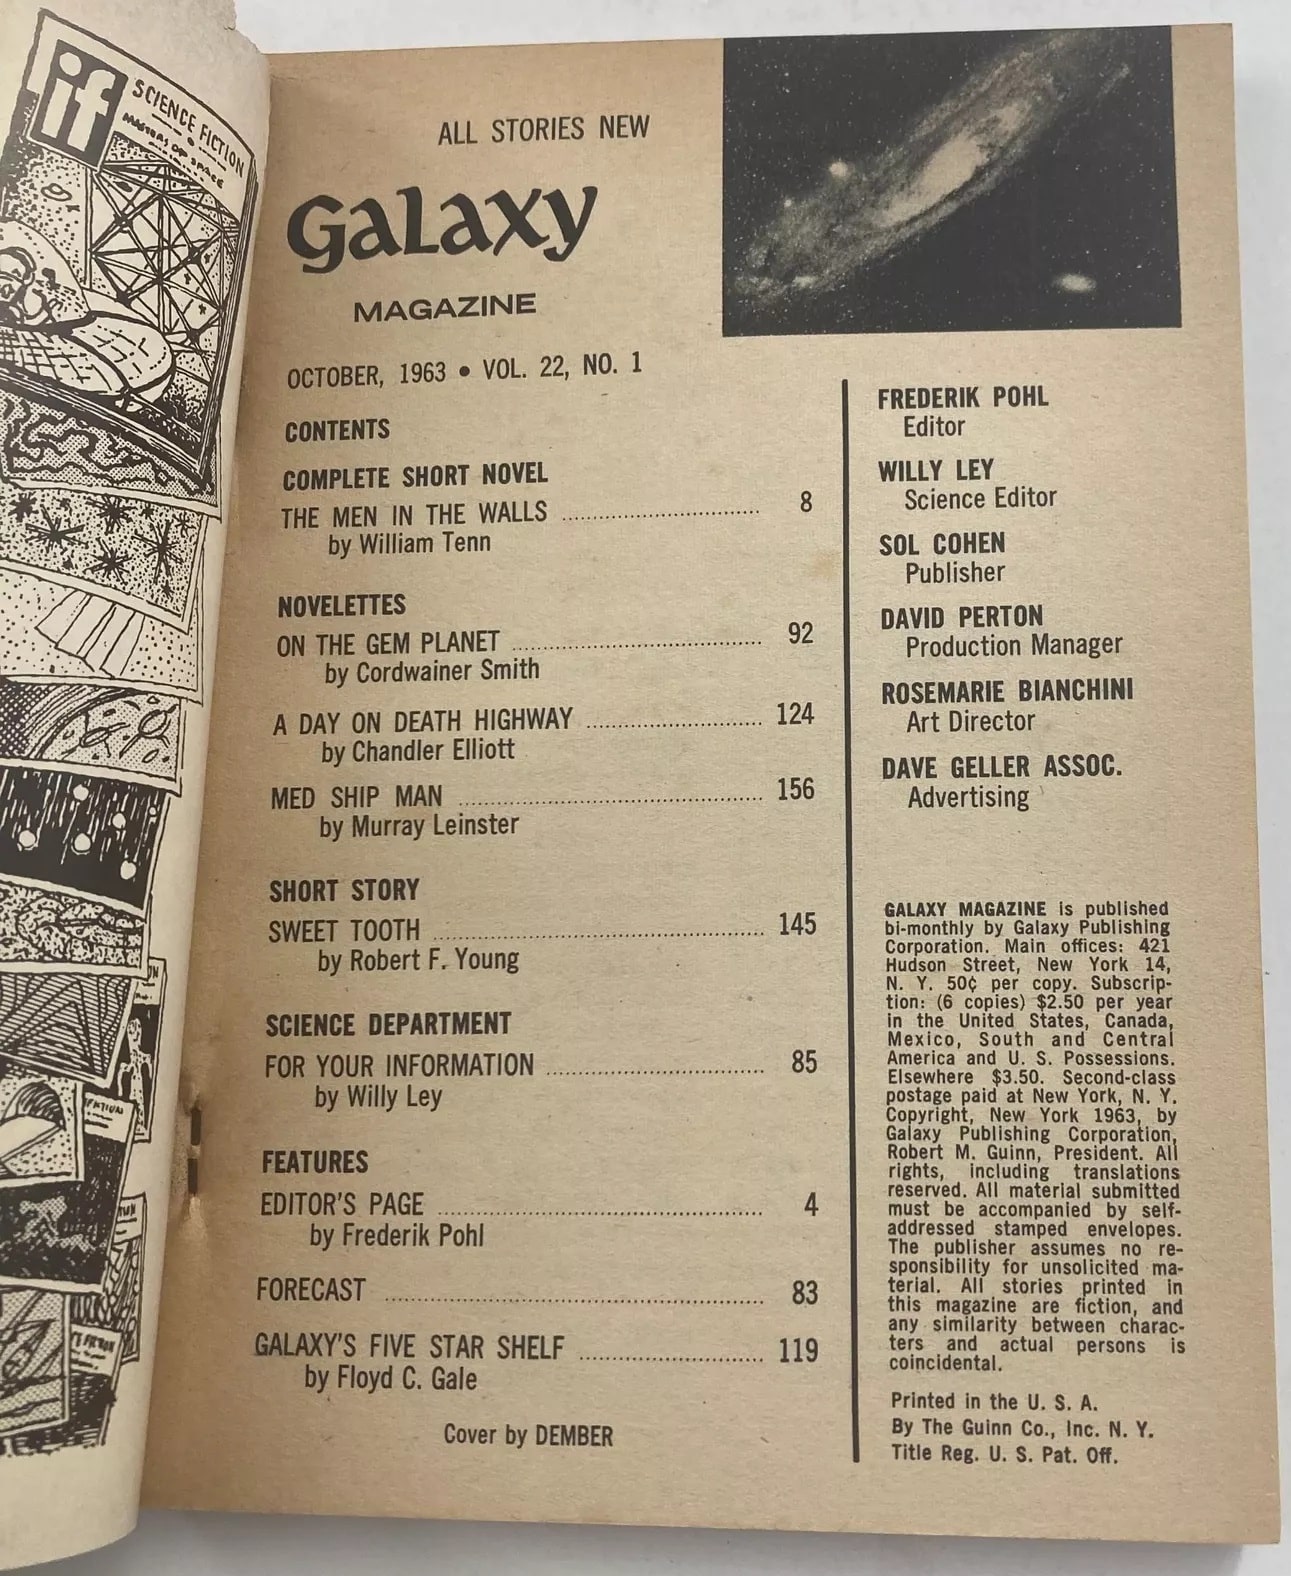 if
SCIENCE FICTION
MASTERS OF SPACE
ALL STORIES NEW
Galaxy
MAGAZINE
OCTOBER, 1963 • VOL. 22, NO. 1
CONTENTS
COMPLETE SHORT NOVEL
THE MEN IN THE WALLS ........................ 8
by William Tenn
NOVELETTES
ON THE GEM PLANET ........................ 92
by Cordwainer Smith
A DAY ON DEATH HIGHWAY ........................ 124
by Chandler Elliott
MED SHIP MAN ........................ 156
by Murray Leinster
SHORT STORY
SWEET TOOTH ........................ 145
by Robert F. Young
SCIENCE DEPARTMENT
FOR YOUR INFORMATION ........................ 85
by Willy Ley
FEATURES
EDITOR'S PAGE ........................ 4
by Frederik Pohl
FORECAST ........................ 83
GALAXY'S FIVE STAR SHELF ........................ 119
by Floyd C. Gale
Cover by DEMBER
FREDERIK POHL
Editor
WILLY LEY
Science Editor
SOL COHEN
Publisher
DAVID PERTON
Production Manager
ROSEMARIE BIANCHINI
Art Director
DAVE GELLER ASSOC.
Advertising
GALAXY MAGAZINE is published
bi-monthly by Galaxy Publishing
Corporation. Main offices: 421
Hudson Street, New York 14,
N. Y. 50¢ per copy. Subscrip-
tion: (6 copies) $2.50 per year
in the United States, Canada,
Mexico, South and Central
America and U. S. Possessions.
Elsewhere $3.50. Second-class
postage paid at New York, N. Y.
Copyright, New York 1963, by
Galaxy Publishing Corporation,
Robert M. Guinn, President. All
rights, including translations
reserved. All material submitted
must be accompanied by self-
addressed stamped envelopes.
The publisher assumes no re-
sponsibility for unsolicited ma-
terial. All stories printed in
this magazine are fiction, and
any similarity between charac-
ters and actual persons is
coincidental.
Printed in the U. S. A.
By The Guinn Co., Inc. N. Y.
Title Reg. U. S. Pat. Off.